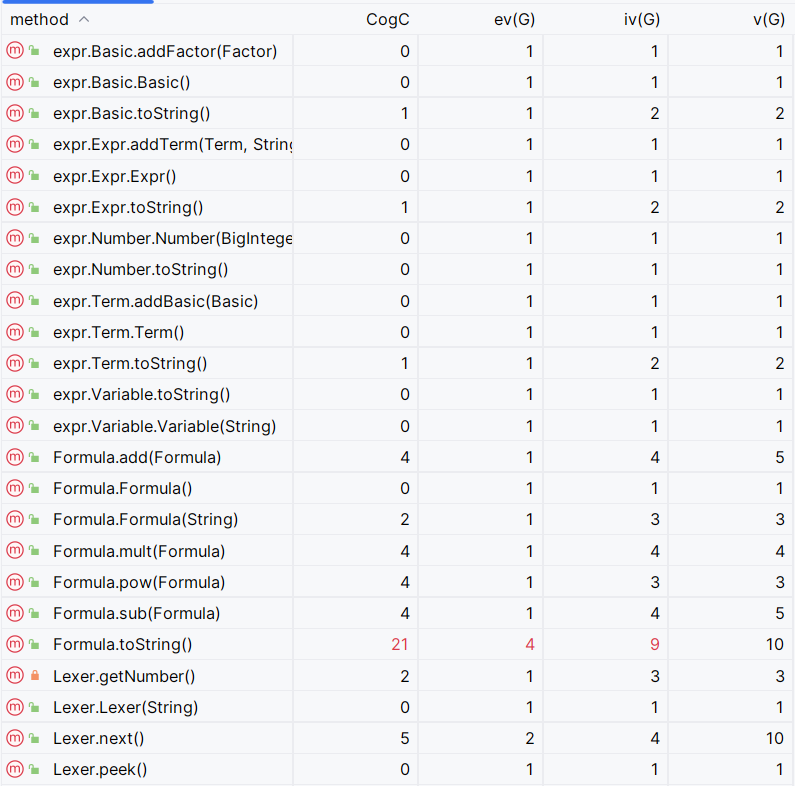 method CogC ev(G) iv(G) v(G)
expr.Basic.addFactor(Factor) 0 1 1 1
expr.Basic.Basic() 0 1 1 1
expr.Basic.toString() 1 1 2 2
expr.Expr.addTerm(Term, String 0 1 1 1
expr.Expr.Expr() 0 1 1 1
expr.Expr.toString() 1 1 2 2
expr.Number.Number(BigIntege 0 1 1 1
expr.Number.toString() 0 1 1 1
expr.Term.addBasic(Basic) 0 1 1 1
expr.Term.Term() 0 1 1 1
expr.Term.toString() 1 1 2 2
expr.Variable.toString() 0 1 1 1
expr.Variable.Variable(String) 0 1 1 1
Formula.add(Formula) 4 1 4 5
Formula.Formula() 0 1 1 1
Formula.Formula(String) 2 1 3 3
Formula.mult(Formula) 4 1 4 4
Formula.pow(Formula) 4 1 3 3
Formula.sub(Formula) 4 1 4 5
Formula.toString() 21 4 9 10
Lexer.getNumber() 2 1 3 3
Lexer.Lexer(String) 0 1 1 1
Lexer.next() 5 2 4 10
Lexer.peek() 0 1 1 1